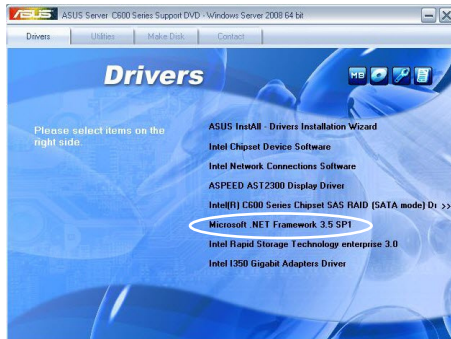 ASUS ASUS Server C600 Series Support DVD - Windows Server 2008 64 bit
Drivers Utilities Make Disk Contact
Drivers
MB
Please select items on the
right side.
ASUS InstAll - Drivers Installation Wizard
Intel Chipset Device Software
Intel Network Connections Software
ASPEED AST2300 Display Driver
Intel(R) C600 Series Chipset SAS RAID (SATA mode) Dr >>
Microsoft .NET Framework 3.5 SP1
Intel Rapid Storage Technology enterprise 3.0
Intel I350 Gigabit Adapters Driver